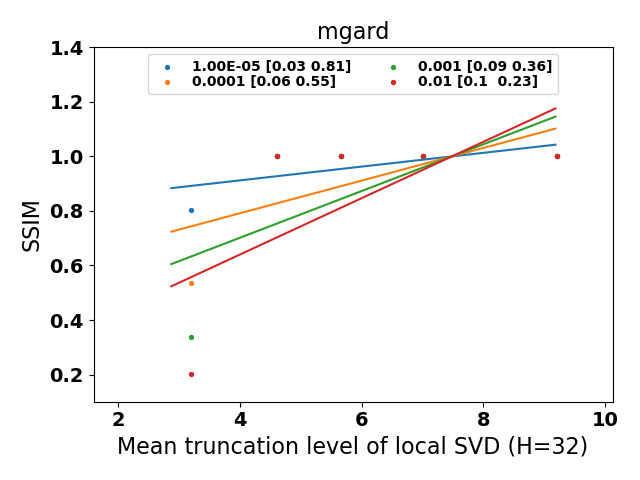 mgard
1.00E-05 [0.03 0.81]
0.0001 [0.06 0.55]
0.001 [0.09 0.36]
0.01 [0.1  0.23]
SSIM
1.4
1.2
1.0
0.8
0.6
0.4
0.2
2 4 6 8 10
Mean truncation level of local SVD (H=32)